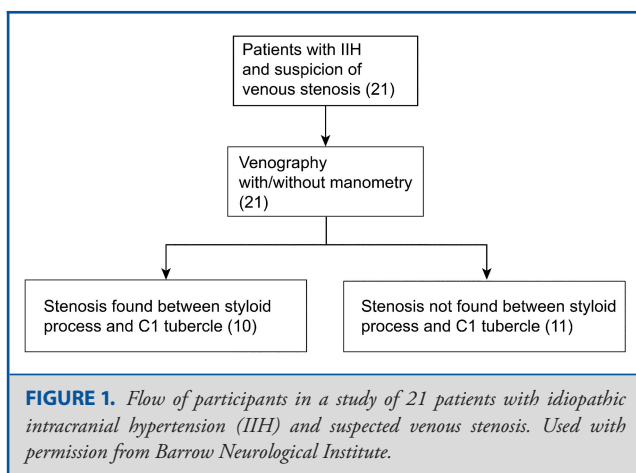 Patients with IIH
and suspicion of
venous stenosis (21)
Venography
with/without manometry
(21)
Stenosis found between styloid
process and C1 tubercle (10)
Stenosis not found between styloid
process and C1 tubercle (11)
FIGURE 1. Flow of participants in a study of 21 patients with idiopathic
intracranial hypertension (IIH) and suspected venous stenosis. Used with
permission from Barrow Neurological Institute.